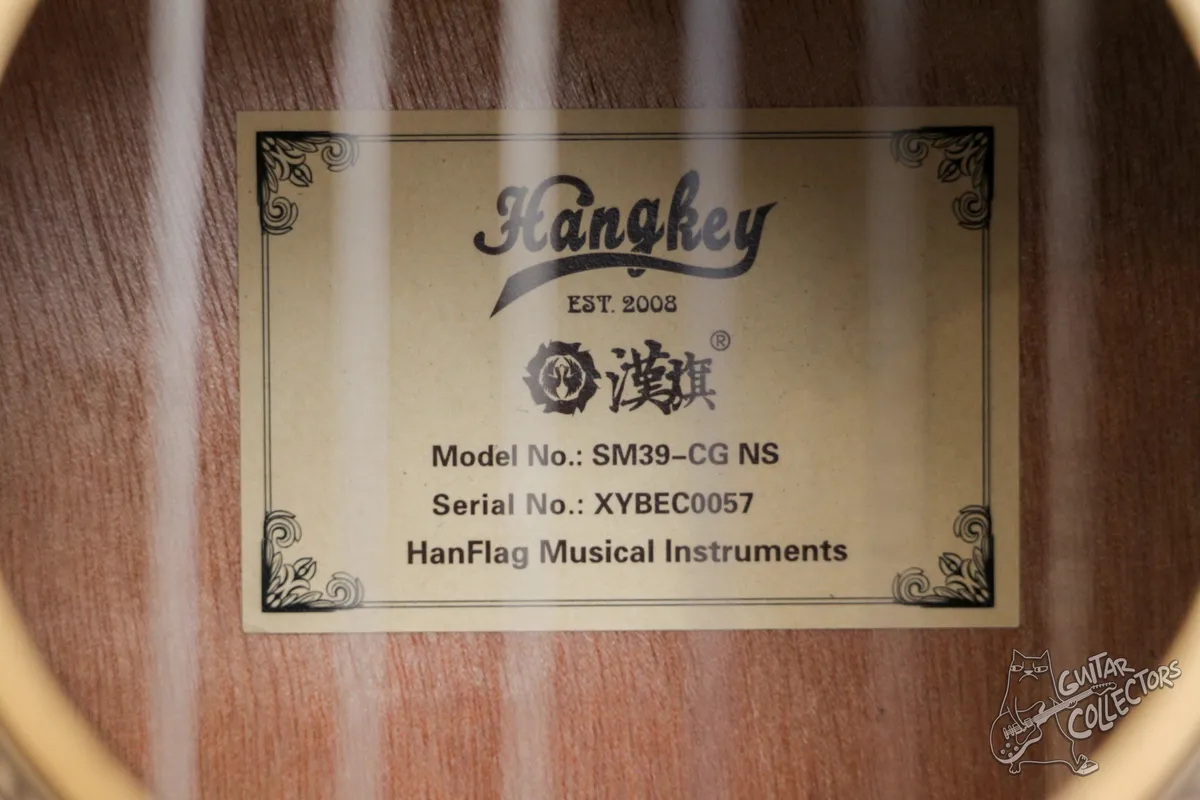 Hangkey
EST. 2008
漢旗®
Model No.: SM39-CG NS
Serial No.: XYBEC0057
HanFlag Musical Instruments
GUITAR
COLLECTORS